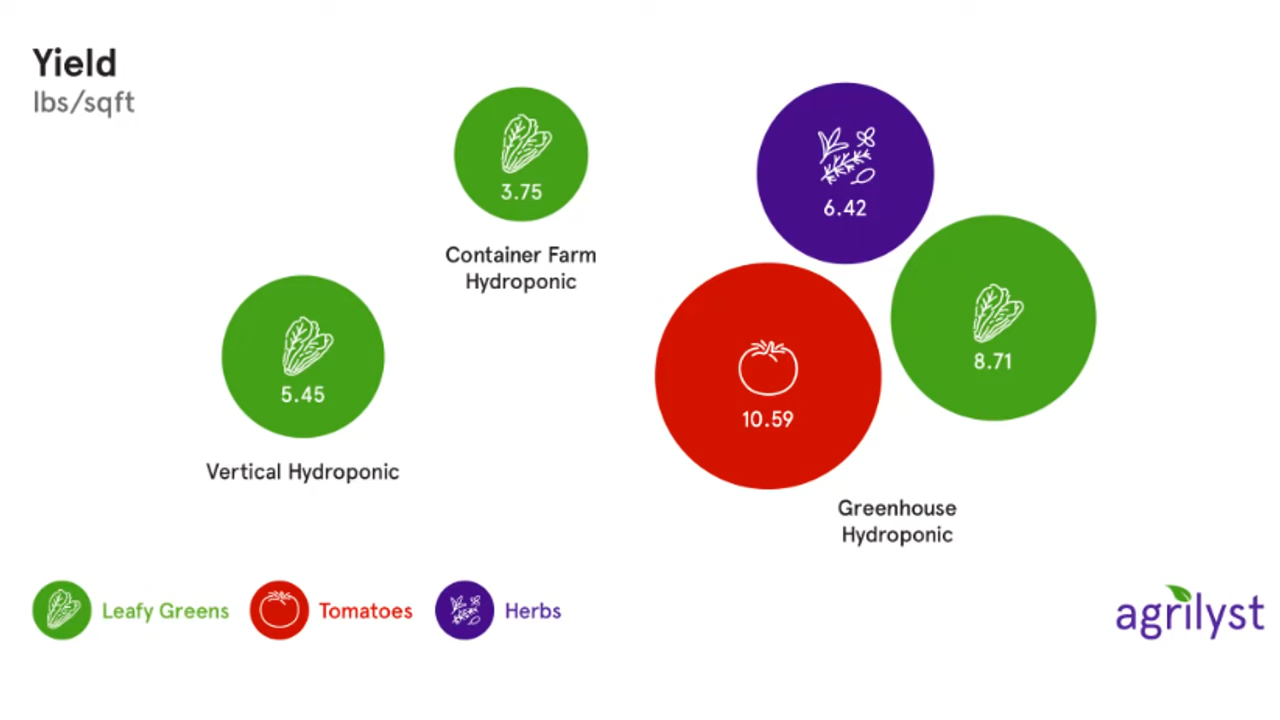 Yield
lbs/sqft
3.75
Container Farm
Hydroponic
5.45
Vertical Hydroponic
6.42
8.71
10.59
Greenhouse
Hydroponic
Leafy Greens
Tomatoes
Herbs
agrilyst